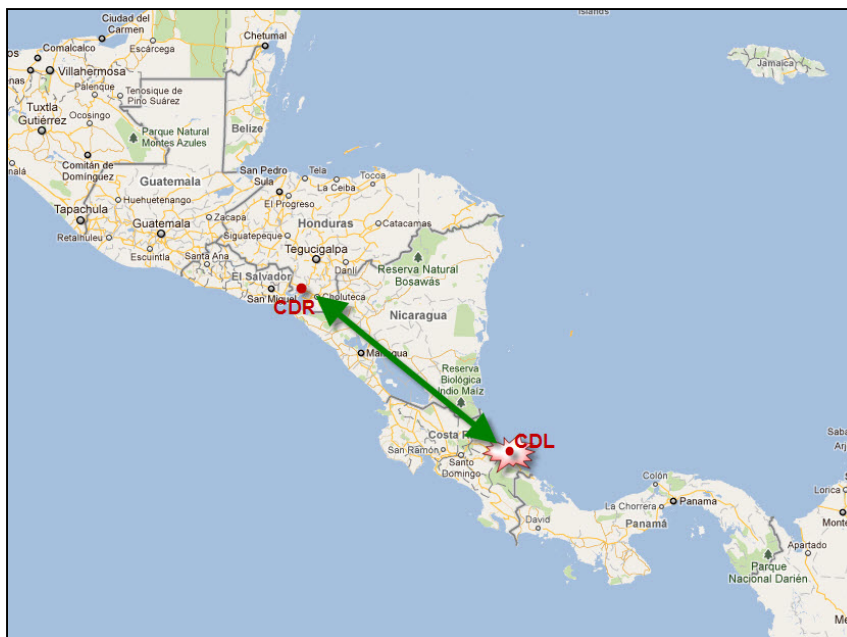 Islands
Ciudad del
Carmen
Comalcalco
Escárcega
Chetumal
Villahermosa
Palenque
Tenosique de
Pino Suárez
Jamaica
Tuxtla
Gutiérrez
Ocosingo
Parque Natural
Montes Azules
Belize
Comitán de
Domínguez
Guatemala
San Pedro
Sula
Tela
La Ceiba
Tocoa
Huehuetenango
El Progreso
Tapachula
Zacapa
Honduras
Catacamas
Retalhuleu
Guatemala
Siguatepeque
Escuintla
Tegucigalpa
Santa Ana
Danlí
Reserva Natural
Bosawás
El Salvador
San Miguel
Choluteca
CDR
Nicaragua
Managua
Reserva
Biológica
Indio Maíz
Costa
CDL
San Ramón
Santo
Domingo
Colón
La Chorrera
Panama
Panamá
David
Lorica
Monte
Apartado
Parque
Nacional Darién
Me